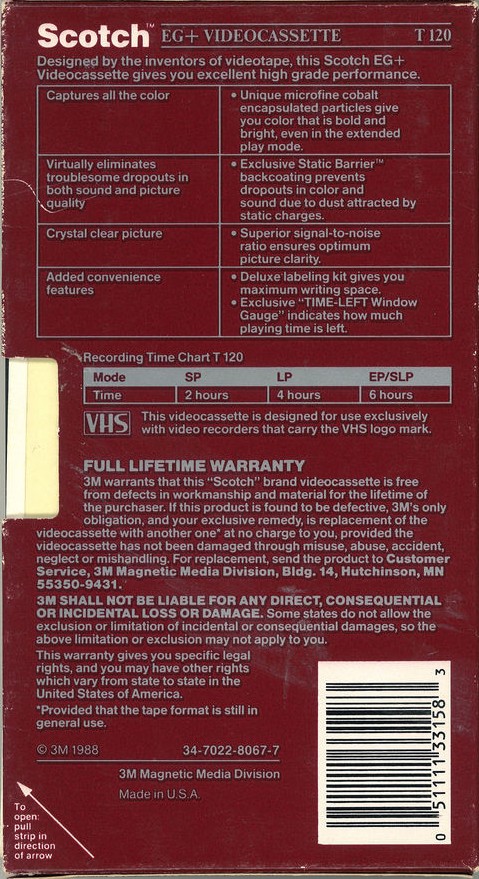 Scotch™ EG+ VIDEOCASSETTE T 120
Designed by the inventors of videotape, this Scotch EG+
Videocassette gives you excellent high grade performance.
Captures all the color
• Unique microfine cobalt
encapsulated particles give
you color that is bold and
bright, even in the extended
play mode.
Virtually eliminates
troublesome dropouts in
both sound and picture
quality
• Exclusive Static Barrier™
backcoating prevents
dropouts in color and
sound due to dust attracted by
static charges.
Crystal clear picture
• Superior signal-to-noise
ratio ensures optimum
picture clarity.
Added convenience
features
• Deluxe labeling kit gives you
maximum writing space.
• Exclusive “TIME-LEFT Window
Gauge” indicates how much
playing time is left.
Recording Time Chart T 120
Mode SP LP EP/SLP
Time 2 hours 4 hours 6 hours
VHS
This videocassette is designed for use exclusively
with video recorders that carry the VHS logo mark.
FULL LIFETIME WARRANTY
3M warrants that this “Scotch” brand videocassette is free
from defects in workmanship and material for the lifetime of
the purchaser. If this product is found to be defective, 3M's only
obligation, and your exclusive remedy, is replacement of the
videocassette with another one* at no charge to you, provided the
videocassette has not been damaged through misuse, abuse, accident,
neglect or mishandling. For replacement, send the product to Customer
Service, 3M Magnetic Media Division, Bldg. 14, Hutchinson, MN
55350-9431.
3M SHALL NOT BE LIABLE FOR ANY DIRECT, CONSEQUENTIAL
OR INCIDENTAL LOSS OR DAMAGE. Some states do not allow the
exclusion or limitation of incidental or consequential damages, so the
above limitation or exclusion may not apply to you.
This warranty gives you specific legal
rights, and you may have other rights
which vary from state to state in the
United States of America.
*Provided that the tape format is still in
general use.
© 3M 1988 34-7022-8067-7
3M Magnetic Media Division
Made in U.S.A.
To
open:
pull
strip in
direction
of arrow
0 51111 33158 3